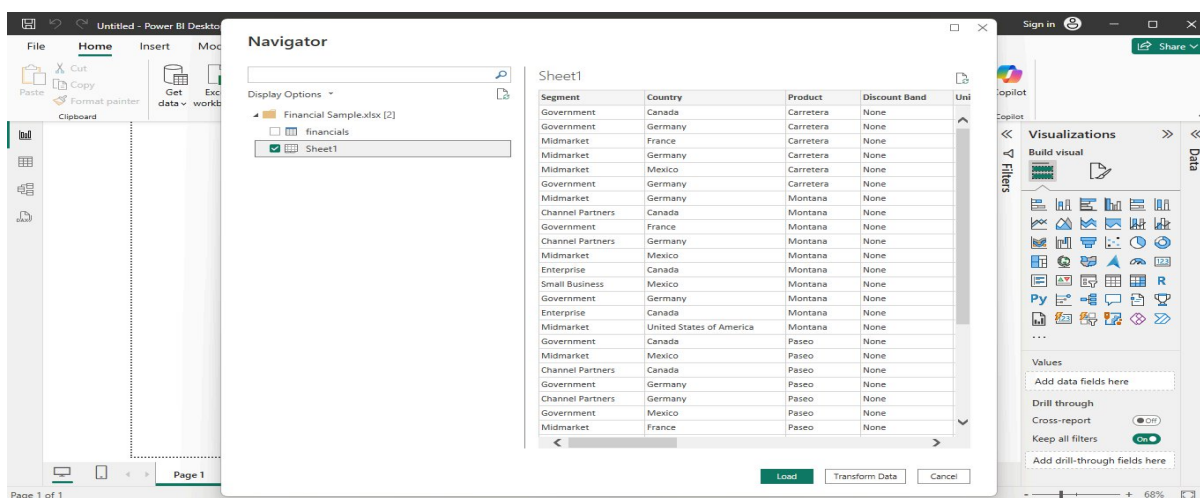 Untitled - Power BI Deskto
Sign in
File Home Insert Mod
Share
Paste
Cut
Copy
Format painter
Clipboard
Get data
Exc workb
Copilot
Copilot
Navigator
Display Options
Financial Sample.xlsx [2]
financials
Sheet1
Sheet1
Segment Country Product Discount Band Uni
Government Canada Carretera None
Government Germany Carretera None
Midmarket France Carretera None
Midmarket Germany Carretera None
Midmarket Mexico Carretera None
Government Germany Carretera None
Midmarket Germany Montana None
Channel Partners Canada Montana None
Government France Montana None
Channel Partners Germany Montana None
Midmarket Mexico Montana None
Enterprise Canada Montana None
Small Business Mexico Montana None
Government Germany Montana None
Enterprise Canada Montana None
Midmarket United States of America Montana None
Government Canada Paseo None
Midmarket Mexico Paseo None
Channel Partners Canada Paseo None
Government Germany Paseo None
Channel Partners Germany Paseo None
Government Mexico Paseo None
Midmarket France Paseo None
Load Transform Data Cancel
Filters
Visualizations
Build visual
123
R
Py
...
Values
Add data fields here
Drill through
Cross-report Off
Keep all filters On
Add drill-through fields here
Data
Page 1
Page 1 of 1
68%